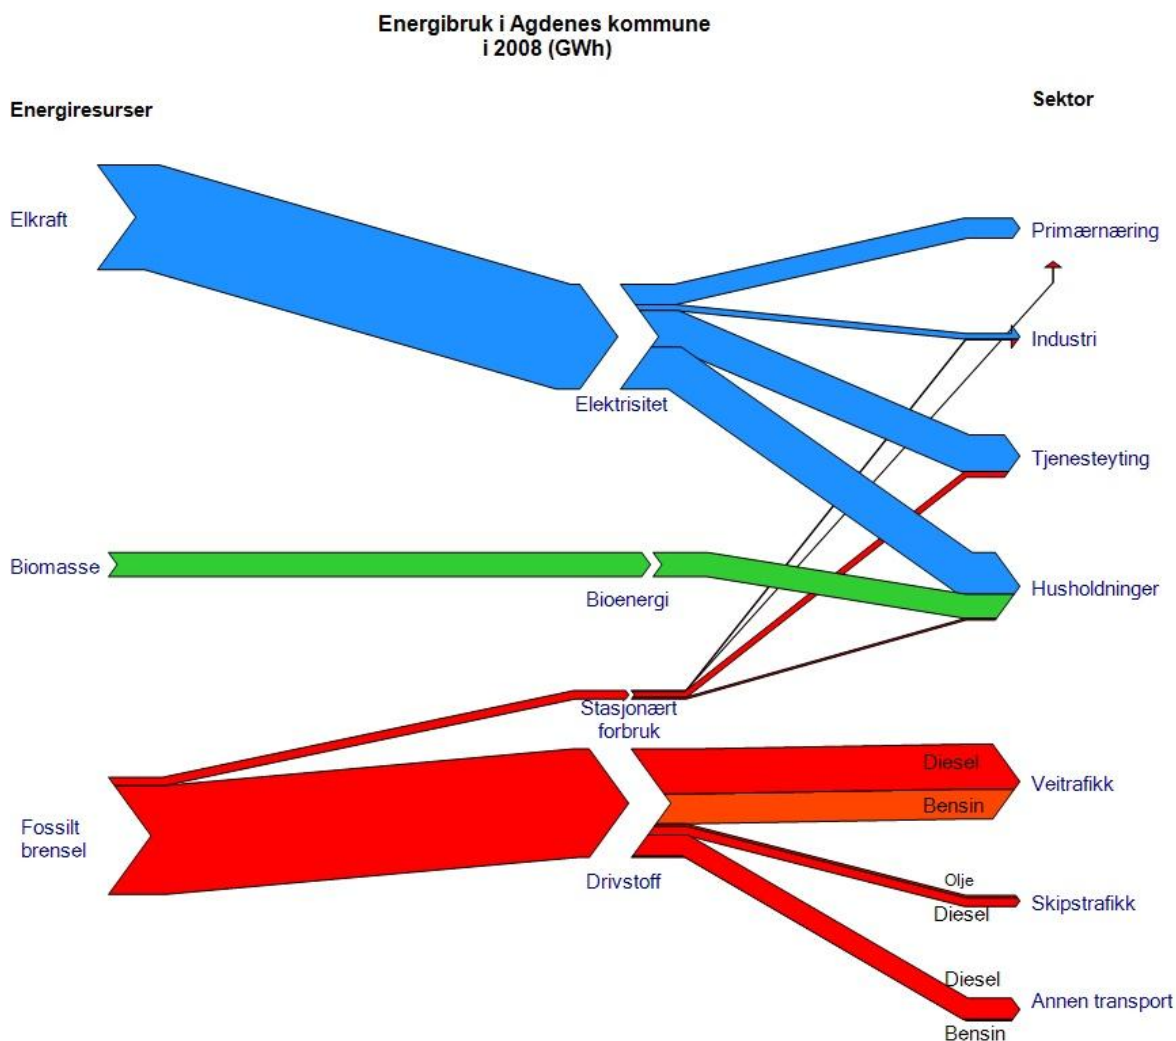 Energibruk i Agdenes kommune
i 2008 (GWh)
Energiresurser
Sektor
Elkraft
Primærnæring
Industri
Elektrisitet
Tjenesteyting
Biomasse
Bioenergi
Husholdninger
Stasjonært
forbruk
Diesel
Veitrafikk
Bensin
Fossilt
brensel
Drivstoff
Olje
Skipstrafikk
Diesel
Diesel
Annen transport
Bensin